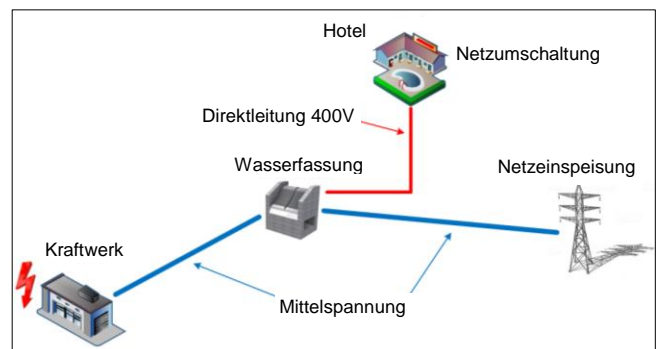 Hotel
Netzumschaltung
Direktleitung 400V
Wasserfassung
Netzeinspeisung
Kraftwerk
Mittelspannung